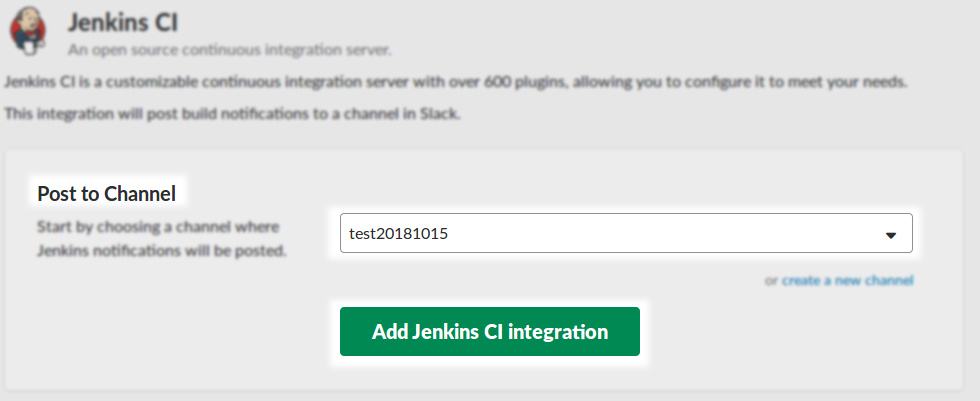 Jenkins CI
An open source continuous integration server.
Jenkins CI is a customizable continuous integration server with over 600 plugins, allowing you to configure it to meet your needs.
This integration will post build notifications to a channel in Slack.
Post to Channel
Start by choosing a channel where
Jenkins notifications will be posted.
test20181015
or create a new channel
Add Jenkins CI integration